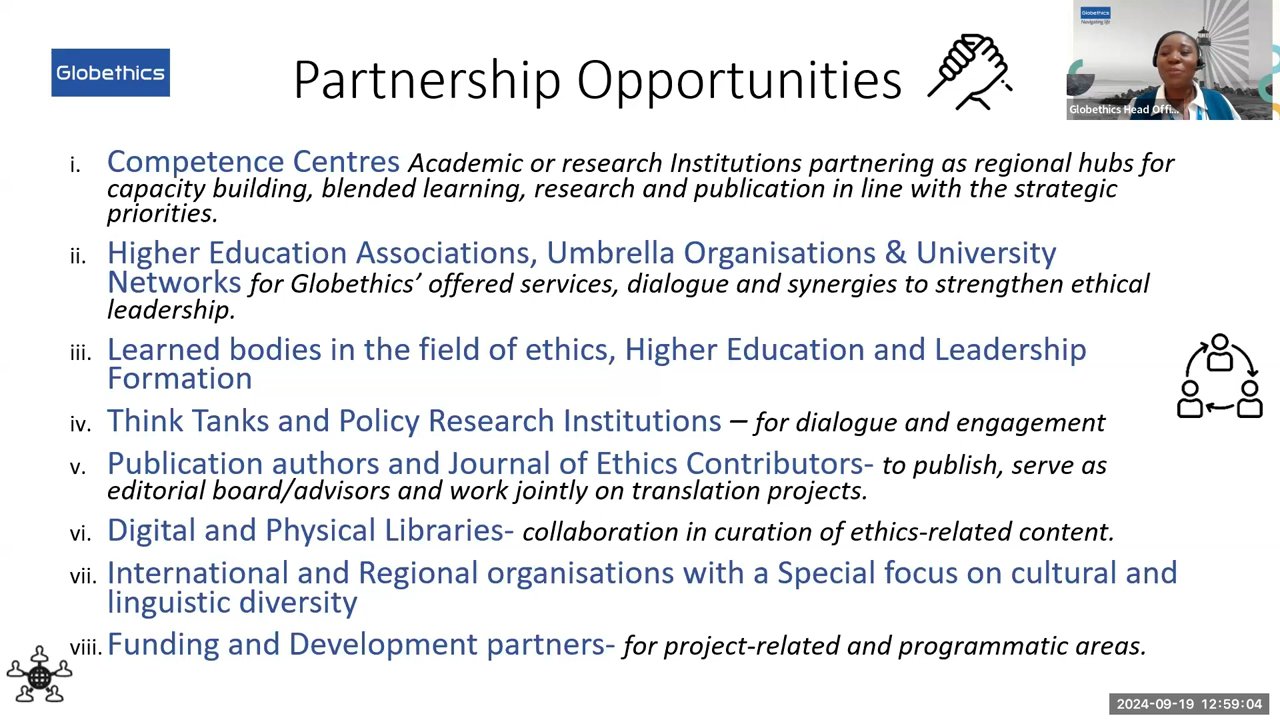 Globethics
Partnership Opportunities
Globethics
Navigating life
Globethics Head Offi...
i. Competence Centres Academic or research Institutions partnering as regional hubs for
capacity building, blended learning, research and publication in line with the strategic
priorities.
ii. Higher Education Associations, Umbrella Organisations & University
Networks for Globethics’ offered services, dialogue and synergies to strengthen ethical
leadership.
iii. Learned bodies in the field of ethics, Higher Education and Leadership
Formation
iv. Think Tanks and Policy Research Institutions – for dialogue and engagement
v. Publication authors and Journal of Ethics Contributors- to publish, serve as
editorial board/advisors and work jointly on translation projects.
vi. Digital and Physical Libraries- collaboration in curation of ethics-related content.
vii. International and Regional organisations with a Special focus on cultural and
linguistic diversity
viii. Funding and Development partners- for project-related and programmatic areas.
2024-09-19 12:59:04